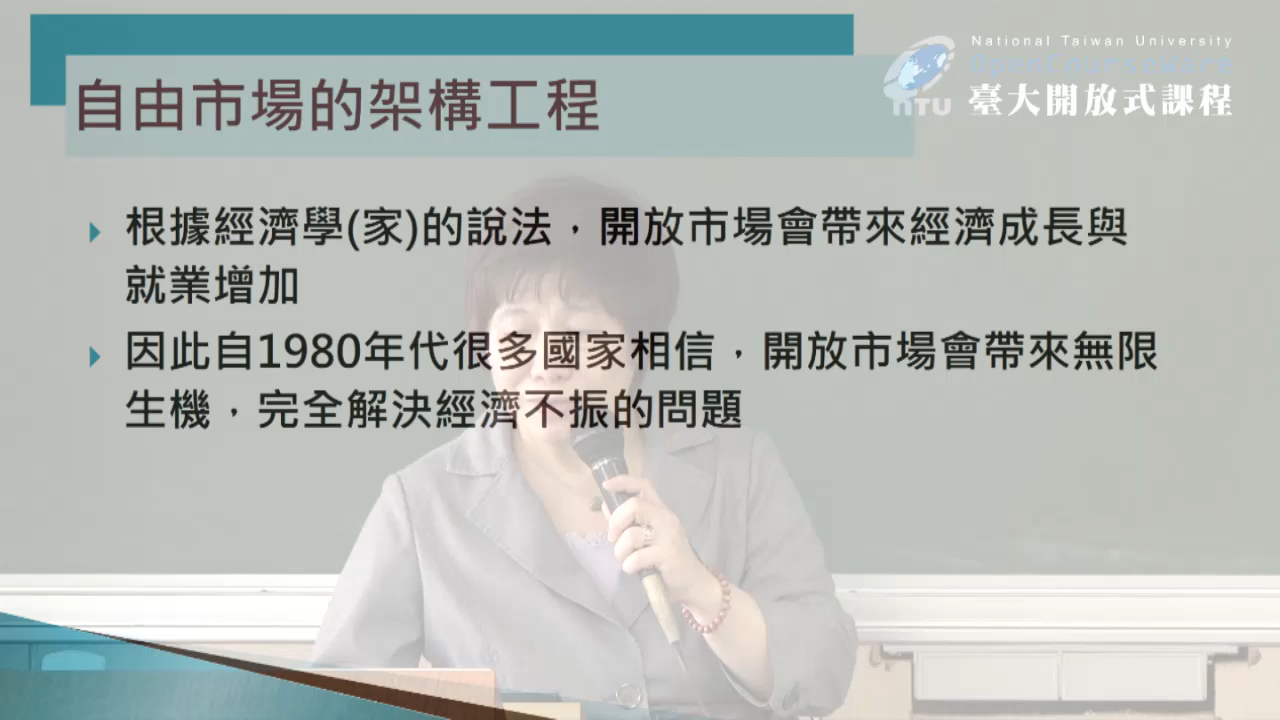 National Taiwan University
OpenCourseWare
NTU 臺大開放式課程
自由市場的架構工程
根據經濟學(家)的說法，開放市場會帶來經濟成長與
就業增加
因此自1980年代很多國家相信，開放市場會帶來無限
生機，完全解決經濟不振的問題